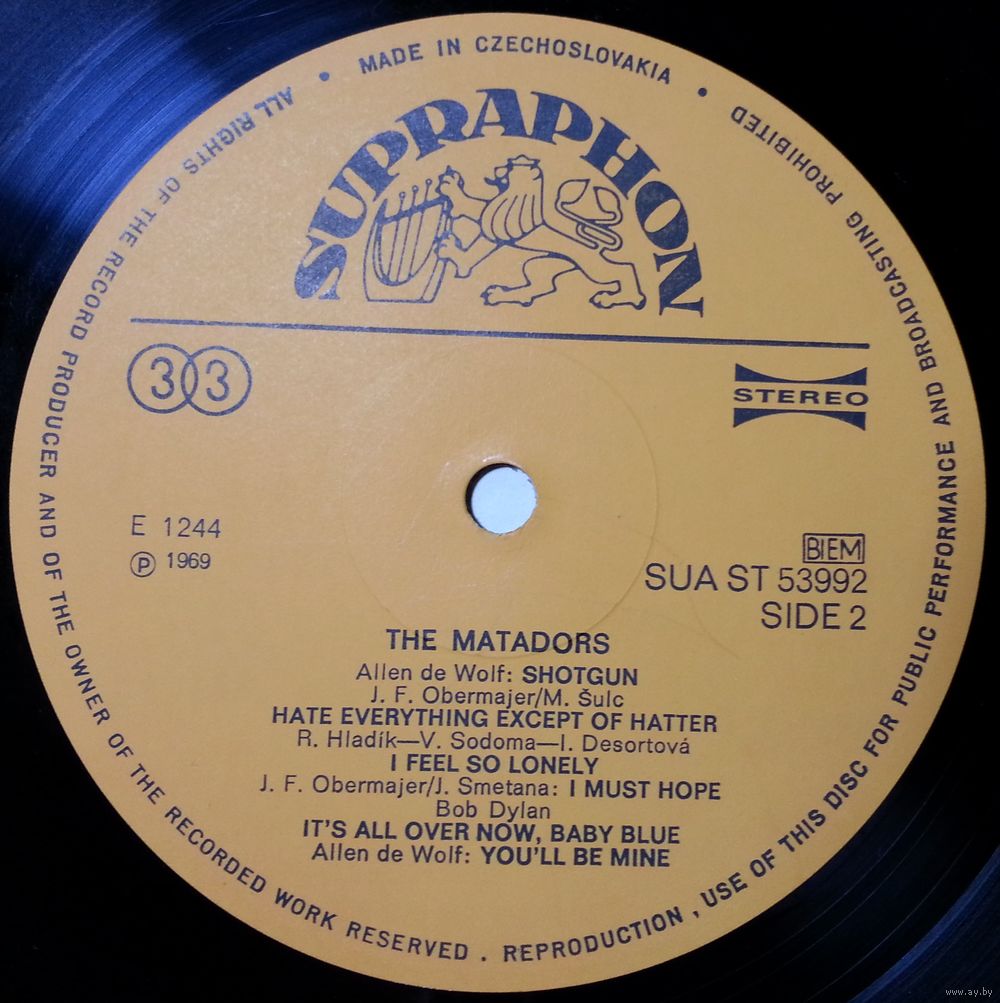 MADE IN CZECHOSLOVAKIA
SUPRAPHON
33
STEREO
E 1244
Ⓟ 1969
BIEM
SUA ST 53992
SIDE 2
THE MATADORS
Allen de Wolf: SHOTGUN
J. F. Obermajer/M. Šulc
HATE EVERYTHING EXCEPT OF HATTER
R. Hladík—V. Sodoma—I. Desortová
I FEEL SO LONELY
J. F. Obermajer/J. Smetana: I MUST HOPE
Bob Dylan
IT'S ALL OVER NOW, BABY BLUE
Allen de Wolf: YOU'LL BE MINE
ALL RIGHTS OF THE RECORD PRODUCER AND OF THE OWNER OF THE RECORDED WORK RESERVED . REPRODUCTION , USE OF THIS DISC FOR PUBLIC PERFORMANCE AND BROADCASTING PROHIBITED
www.ay.by